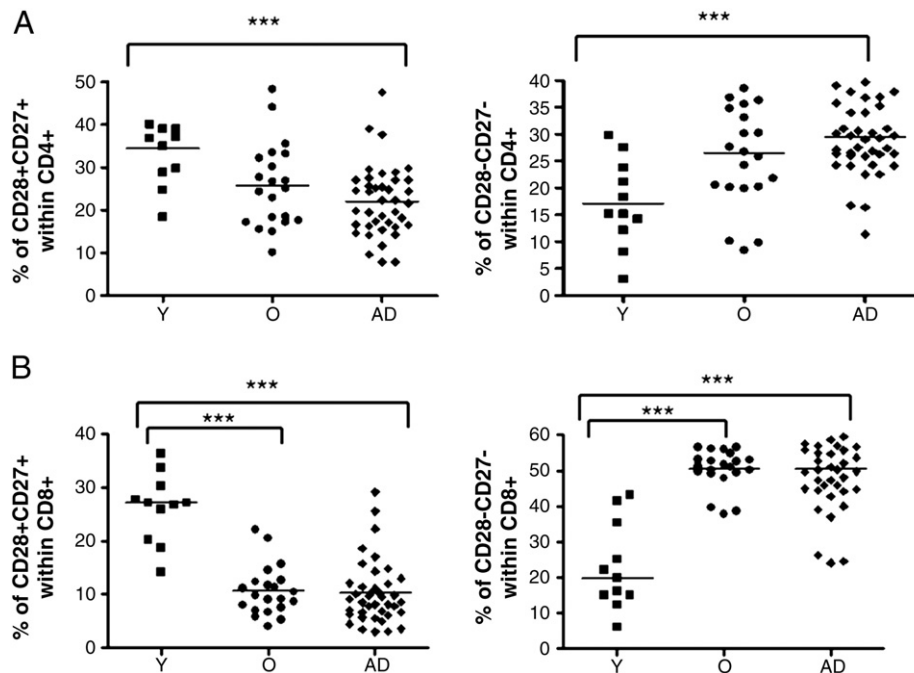 A
***
% of CD28+CD27+
within CD4+
50
40
30
20
10
0
Y
O
AD
***
% of CD28-CD27-
within CD4+
40
35
30
25
20
15
10
5
0
Y
O
AD
B
***
***
% of CD28+CD27+
within CD8+
40
30
20
10
0
Y
O
AD
***
***
% of CD28-CD27-
within CD8+
60
50
40
30
20
10
0
Y
O
AD